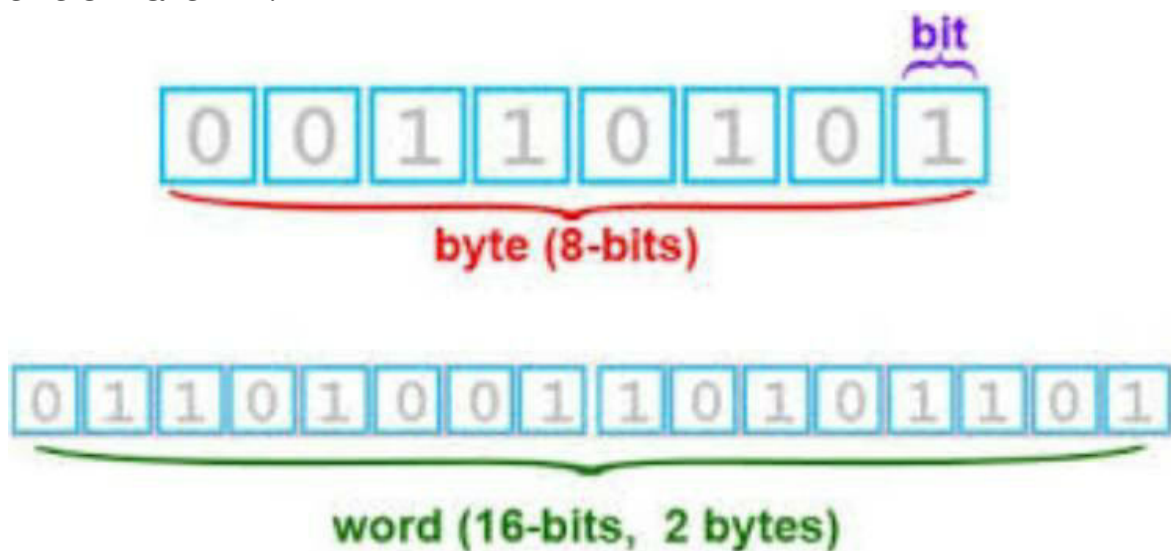 bit
0 0 1 1 0 1 0 1
byte (8-bits)
0 1 1 0 1 0 0 1 1 0 1 0 1 1 0 1
word (16-bits, 2 bytes)